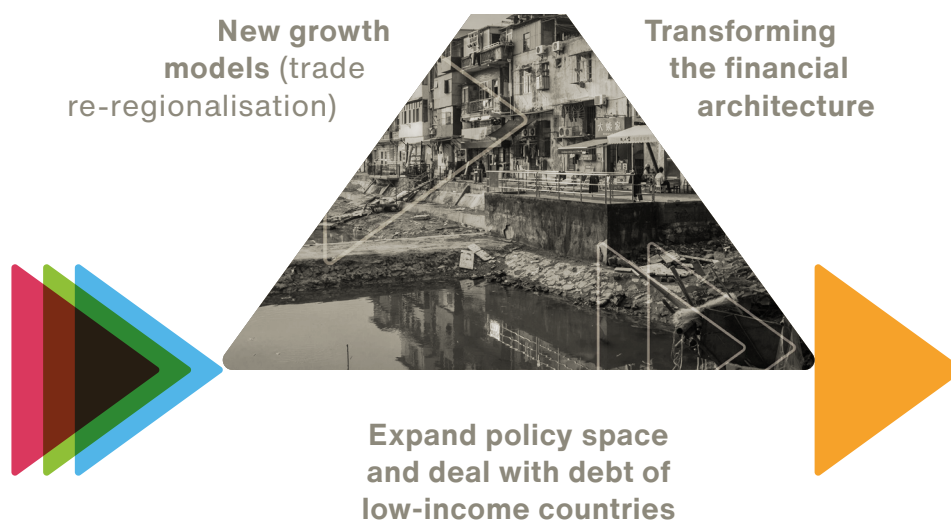 New growth
models (trade
re-regionalisation)
Transforming
the financial
architecture
Expand policy space
and deal with debt of
low-income countries